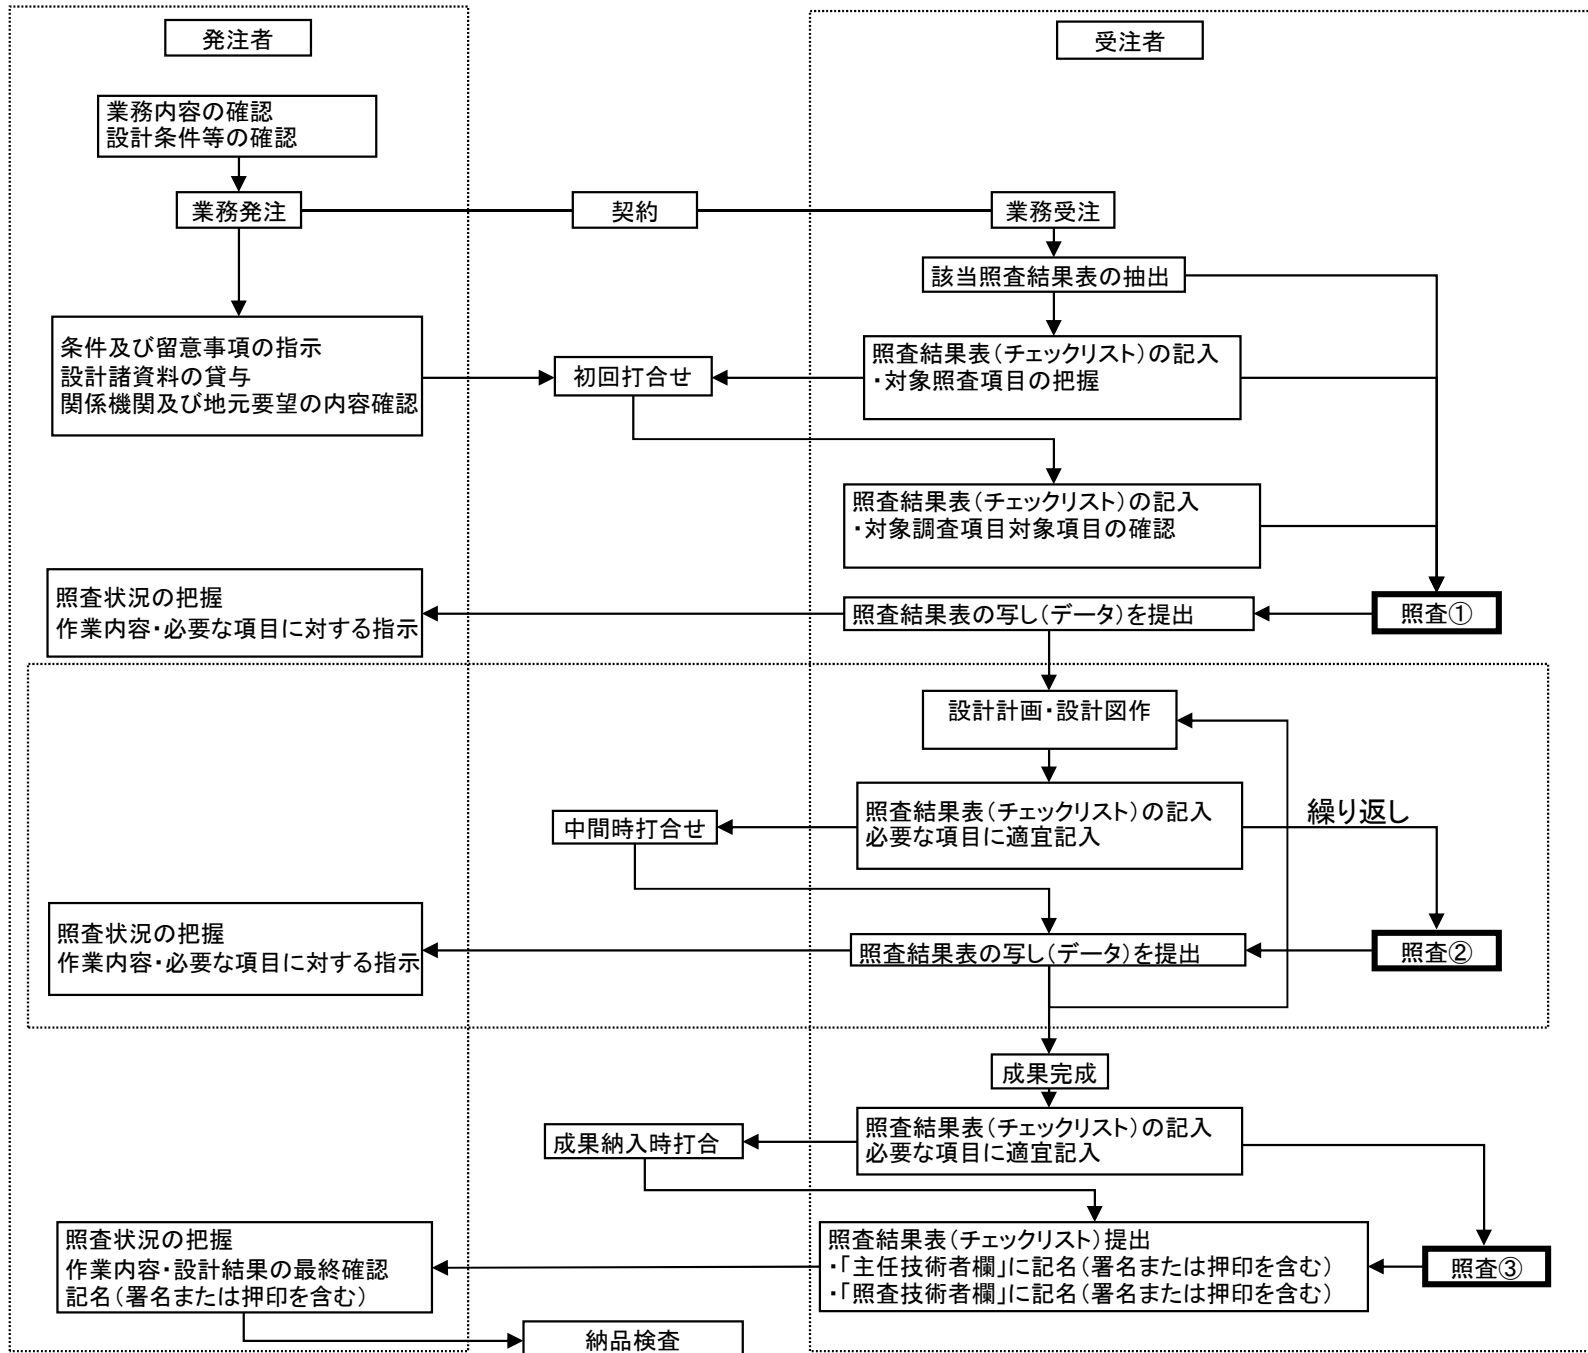 発注者
受注者
業務内容の確認
設計条件等の確認
業務発注
契約
業務受注
該当照査結果表の抽出
条件及び留意事項の指示
設計諸資料の貸与
関係機関及び地元要望の内容確認
初回打合せ
照査結果表(チェックリスト)の記入
・対象照査項目の把握
照査結果表(チェックリスト)の記入
・対象調査項目対象項目の確認
照査状況の把握
作業内容・必要な項目に対する指示
照査結果表の写し(データ)を提出
照査①
設計計画・設計図作
照査結果表(チェックリスト)の記入
必要な項目に適宜記入
繰り返し
中間時打合せ
照査状況の把握
作業内容・必要な項目に対する指示
照査結果表の写し(データ)を提出
照査②
成果完成
照査結果表(チェックリスト)の記入
必要な項目に適宜記入
成果納入時打合
照査状況の把握
作業内容・設計結果の最終確認
記名(署名または押印を含む)
照査結果表(チェックリスト)提出
・「主任技術者欄」に記名(署名または押印を含む)
・「照査技術者欄」に記名(署名または押印を含む)
照査③
納品検査